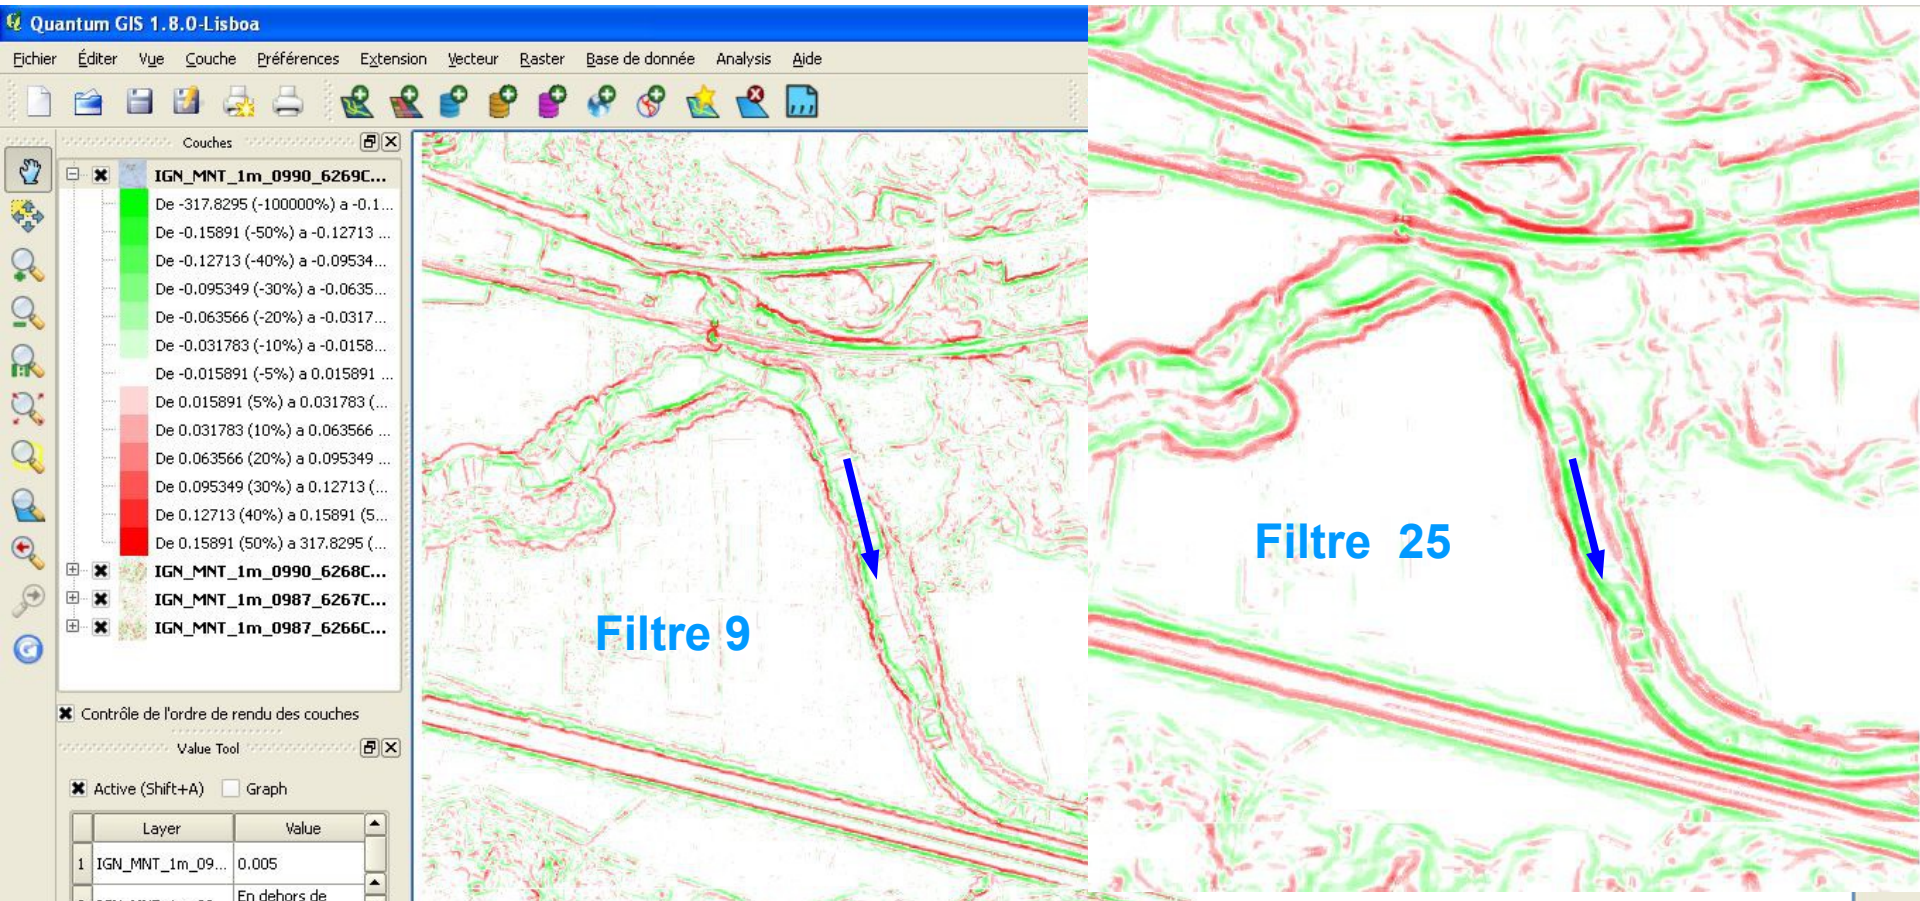 Quantum GIS 1.8.0-Lisboa
Fichier Éditer Vue Couche Préférences Extension Vecteur Raster Base de donnée Analysis Aide
Couches
IGN_MNT_1m_0990_6269C...
De -317.8295 (-100000%) a -0.1...
De -0.15891 (-50%) a -0.12713 ...
De -0.12713 (-40%) a -0.09534...
De -0.095349 (-30%) a -0.0635...
De -0.063566 (-20%) a -0.0317...
De -0.031783 (-10%) a -0.0158...
De -0.015891 (-5%) a 0.015891 ...
De 0.015891 (5%) a 0.031783 (...
De 0.031783 (10%) a 0.063566 ...
De 0.063566 (20%) a 0.095349 ...
De 0.095349 (30%) a 0.12713 (...
De 0.12713 (40%) a 0.15891 (5...
De 0.15891 (50%) a 317.8295 (...
IGN_MNT_1m_0990_6268C...
IGN_MNT_1m_0987_6267C...
IGN_MNT_1m_0987_6266C...
Contrôle de l'ordre de rendu des couches
Value Tool
Active (Shift+A) Graph
Layer Value
1 IGN_MNT_1m_09... 0.005
En dehors de
Filtre 9
Filtre 25